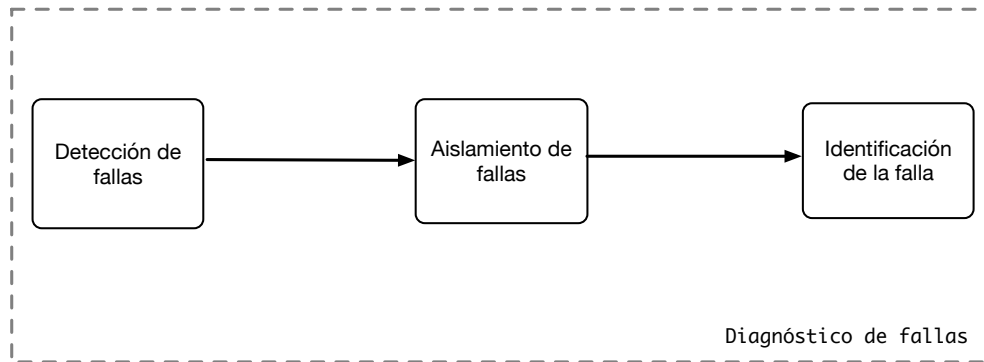 Detección de
fallas
Aislamiento de
fallas
Identificación
de la falla
Diagnóstico de fallas